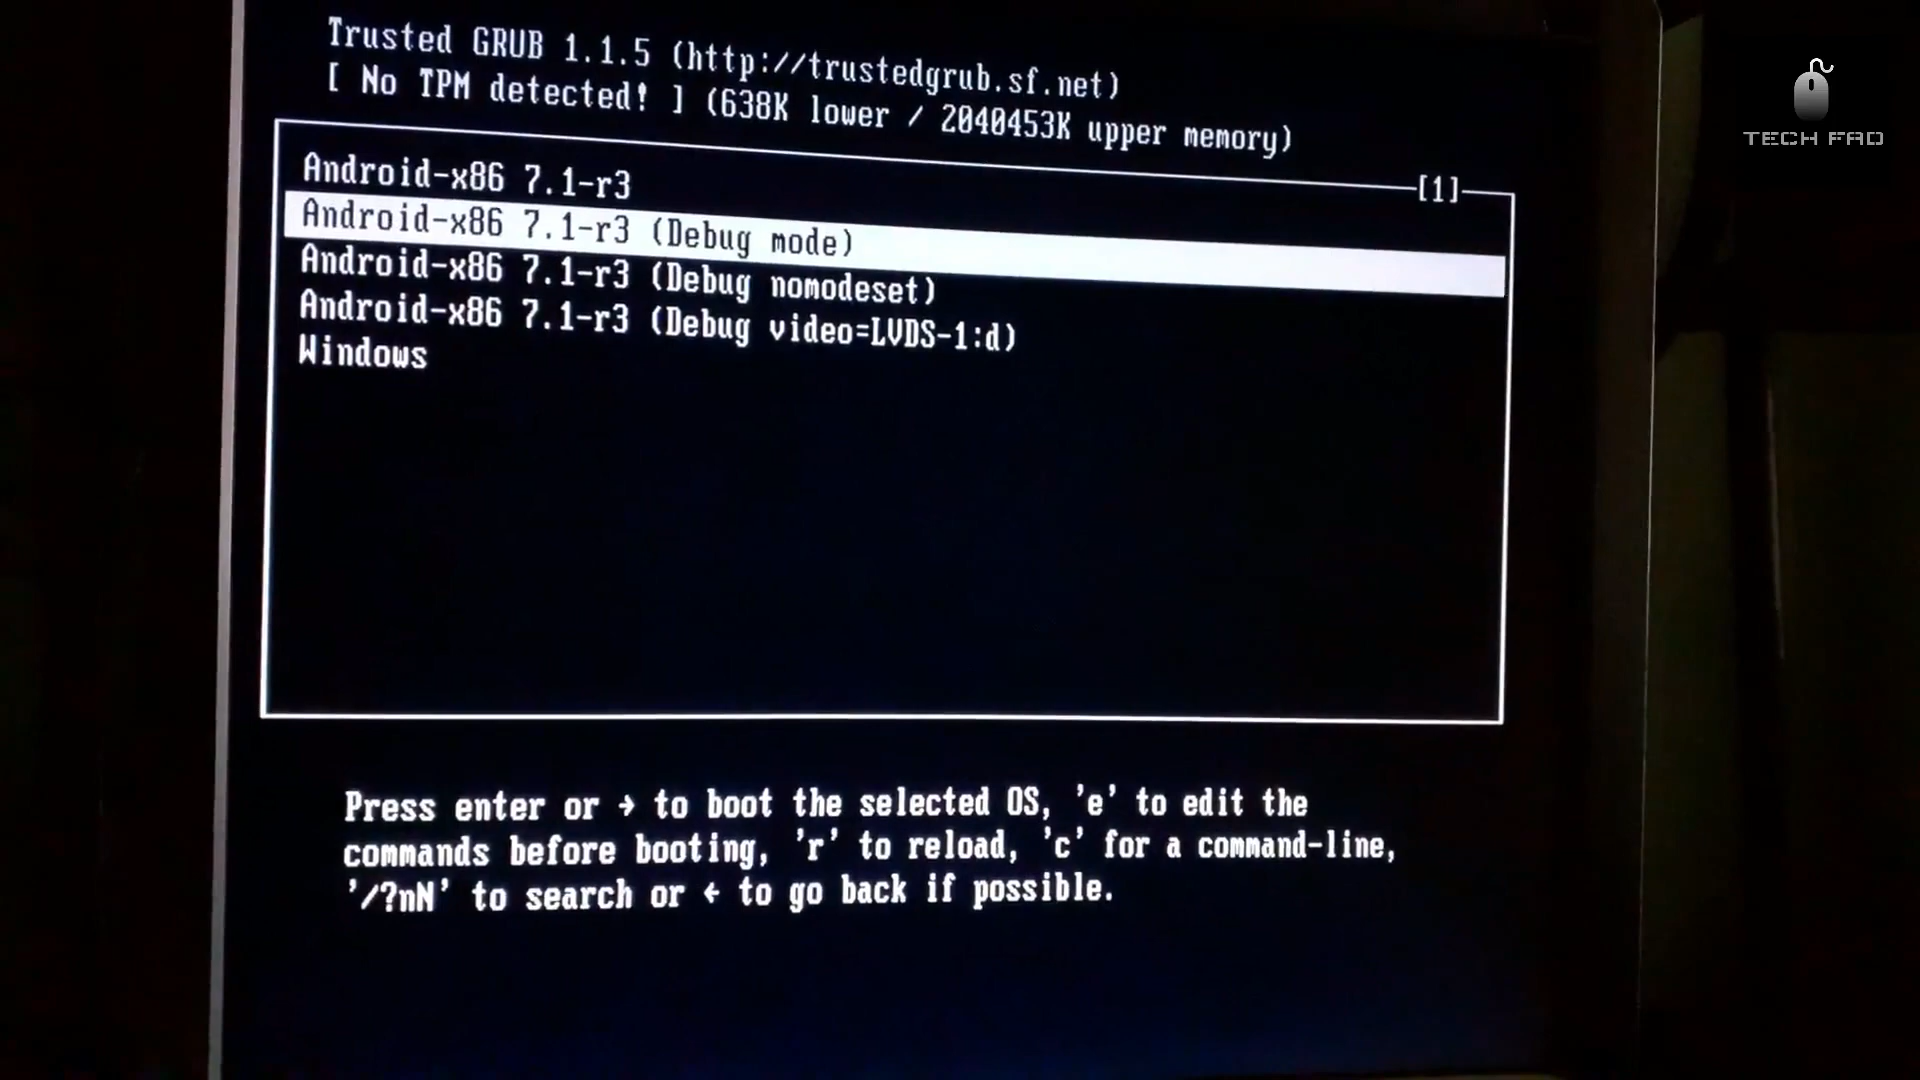 Trusted GRUB 1.1.5 (http://trustedgrub.sf.net)
[ No TPM detected! ] (638K lower / 2040453K upper memory)
[1]
Android-x86 7.1-r3
Android-x86 7.1-r3 (Debug mode)
Android-x86 7.1-r3 (Debug nomodeset)
Android-x86 7.1-r3 (Debug video=LVDS-1:d)
Windows
Press enter or → to boot the selected OS, 'e' to edit the
commands before booting, 'r' to reload, 'c' for a command-line,
'/?nN' to search or ← to go back if possible.
TECH FAD